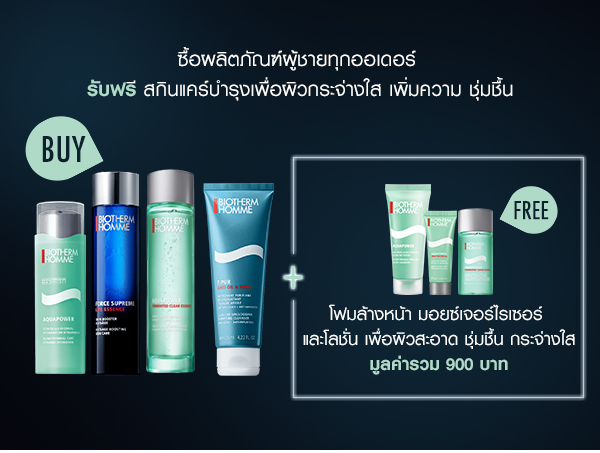 ซื้อผลิตภัณฑ์ผู้ชายทุกออเดอร์
รับฟรี สกินแคร์บำรุงเพื่อผิวกระจ่างใส เพิ่มความ ชุ่มชื้น
BUY
BIOTHERM
HOMME
AQUAPOWER
BIOTHERM
HOMME
FORCE SUPREME
BIOTHERM
HOMME
BIOTHERM
HOMME
T-PUR
+
BIOTHERM
HOMME
AQUAPOWER
FREE
โฟมล้างหน้า มอยซ์เจอร์ไรเซอร์
และโลชั่น เพื่อผิวสะอาด ชุ่มชื้น กระจ่างใส
มูลค่ารวม 900 บาท